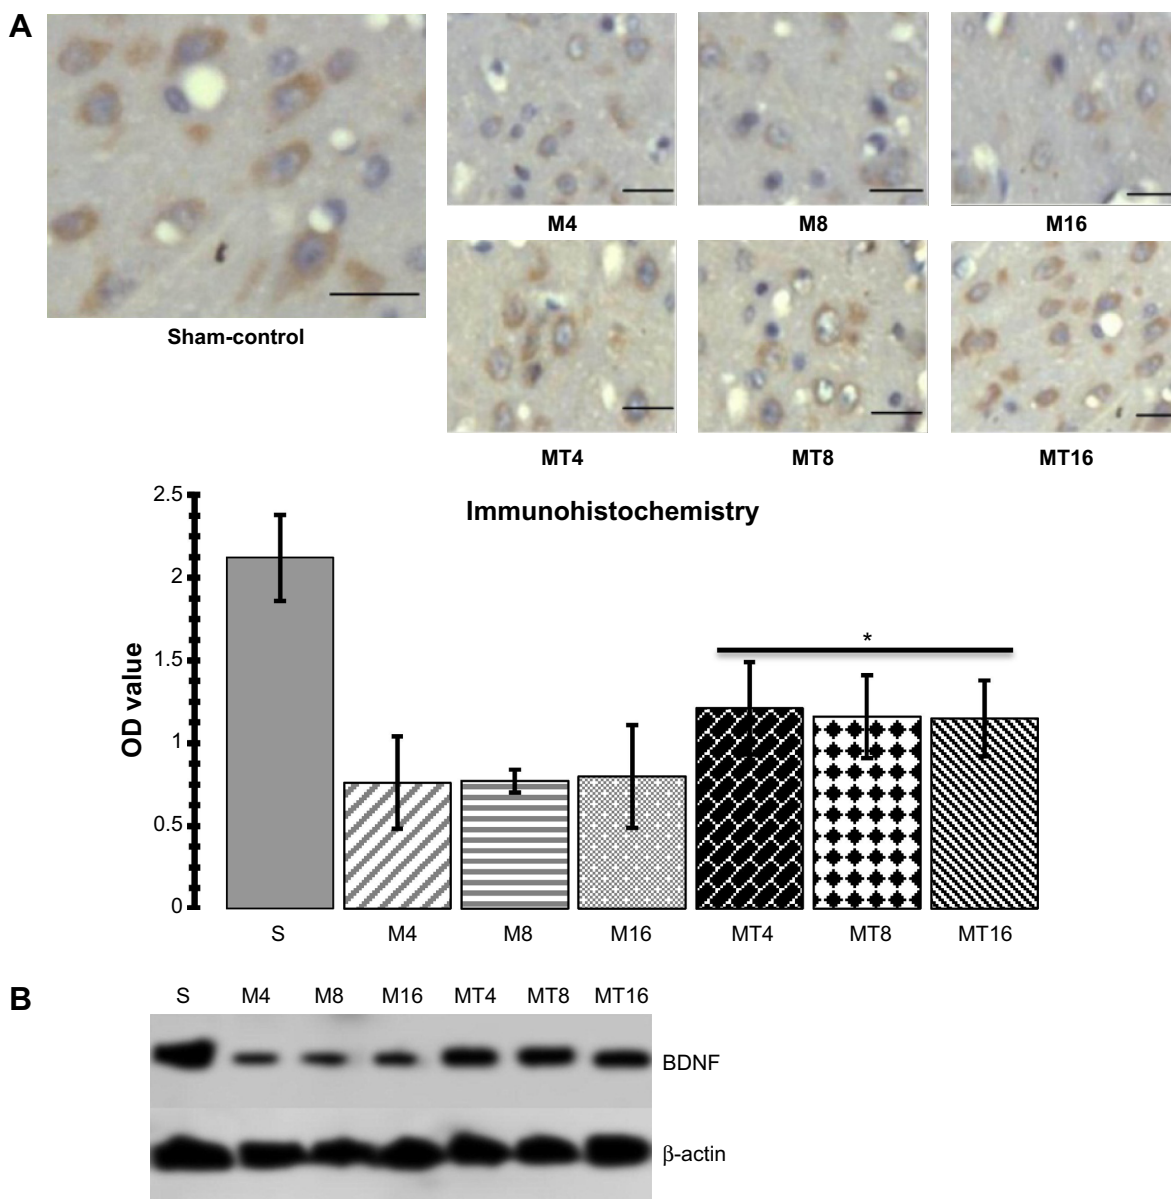 A
Sham-control
M4 M8 M16
MT4 MT8 MT16
Immunohistochemistry
OD value
2.5
2
1.5
1
0.5
0
*
S M4 M8 M16 MT4 MT8 MT16
B
S M4 M8 M16 MT4 MT8 MT16
BDNF
β-actin